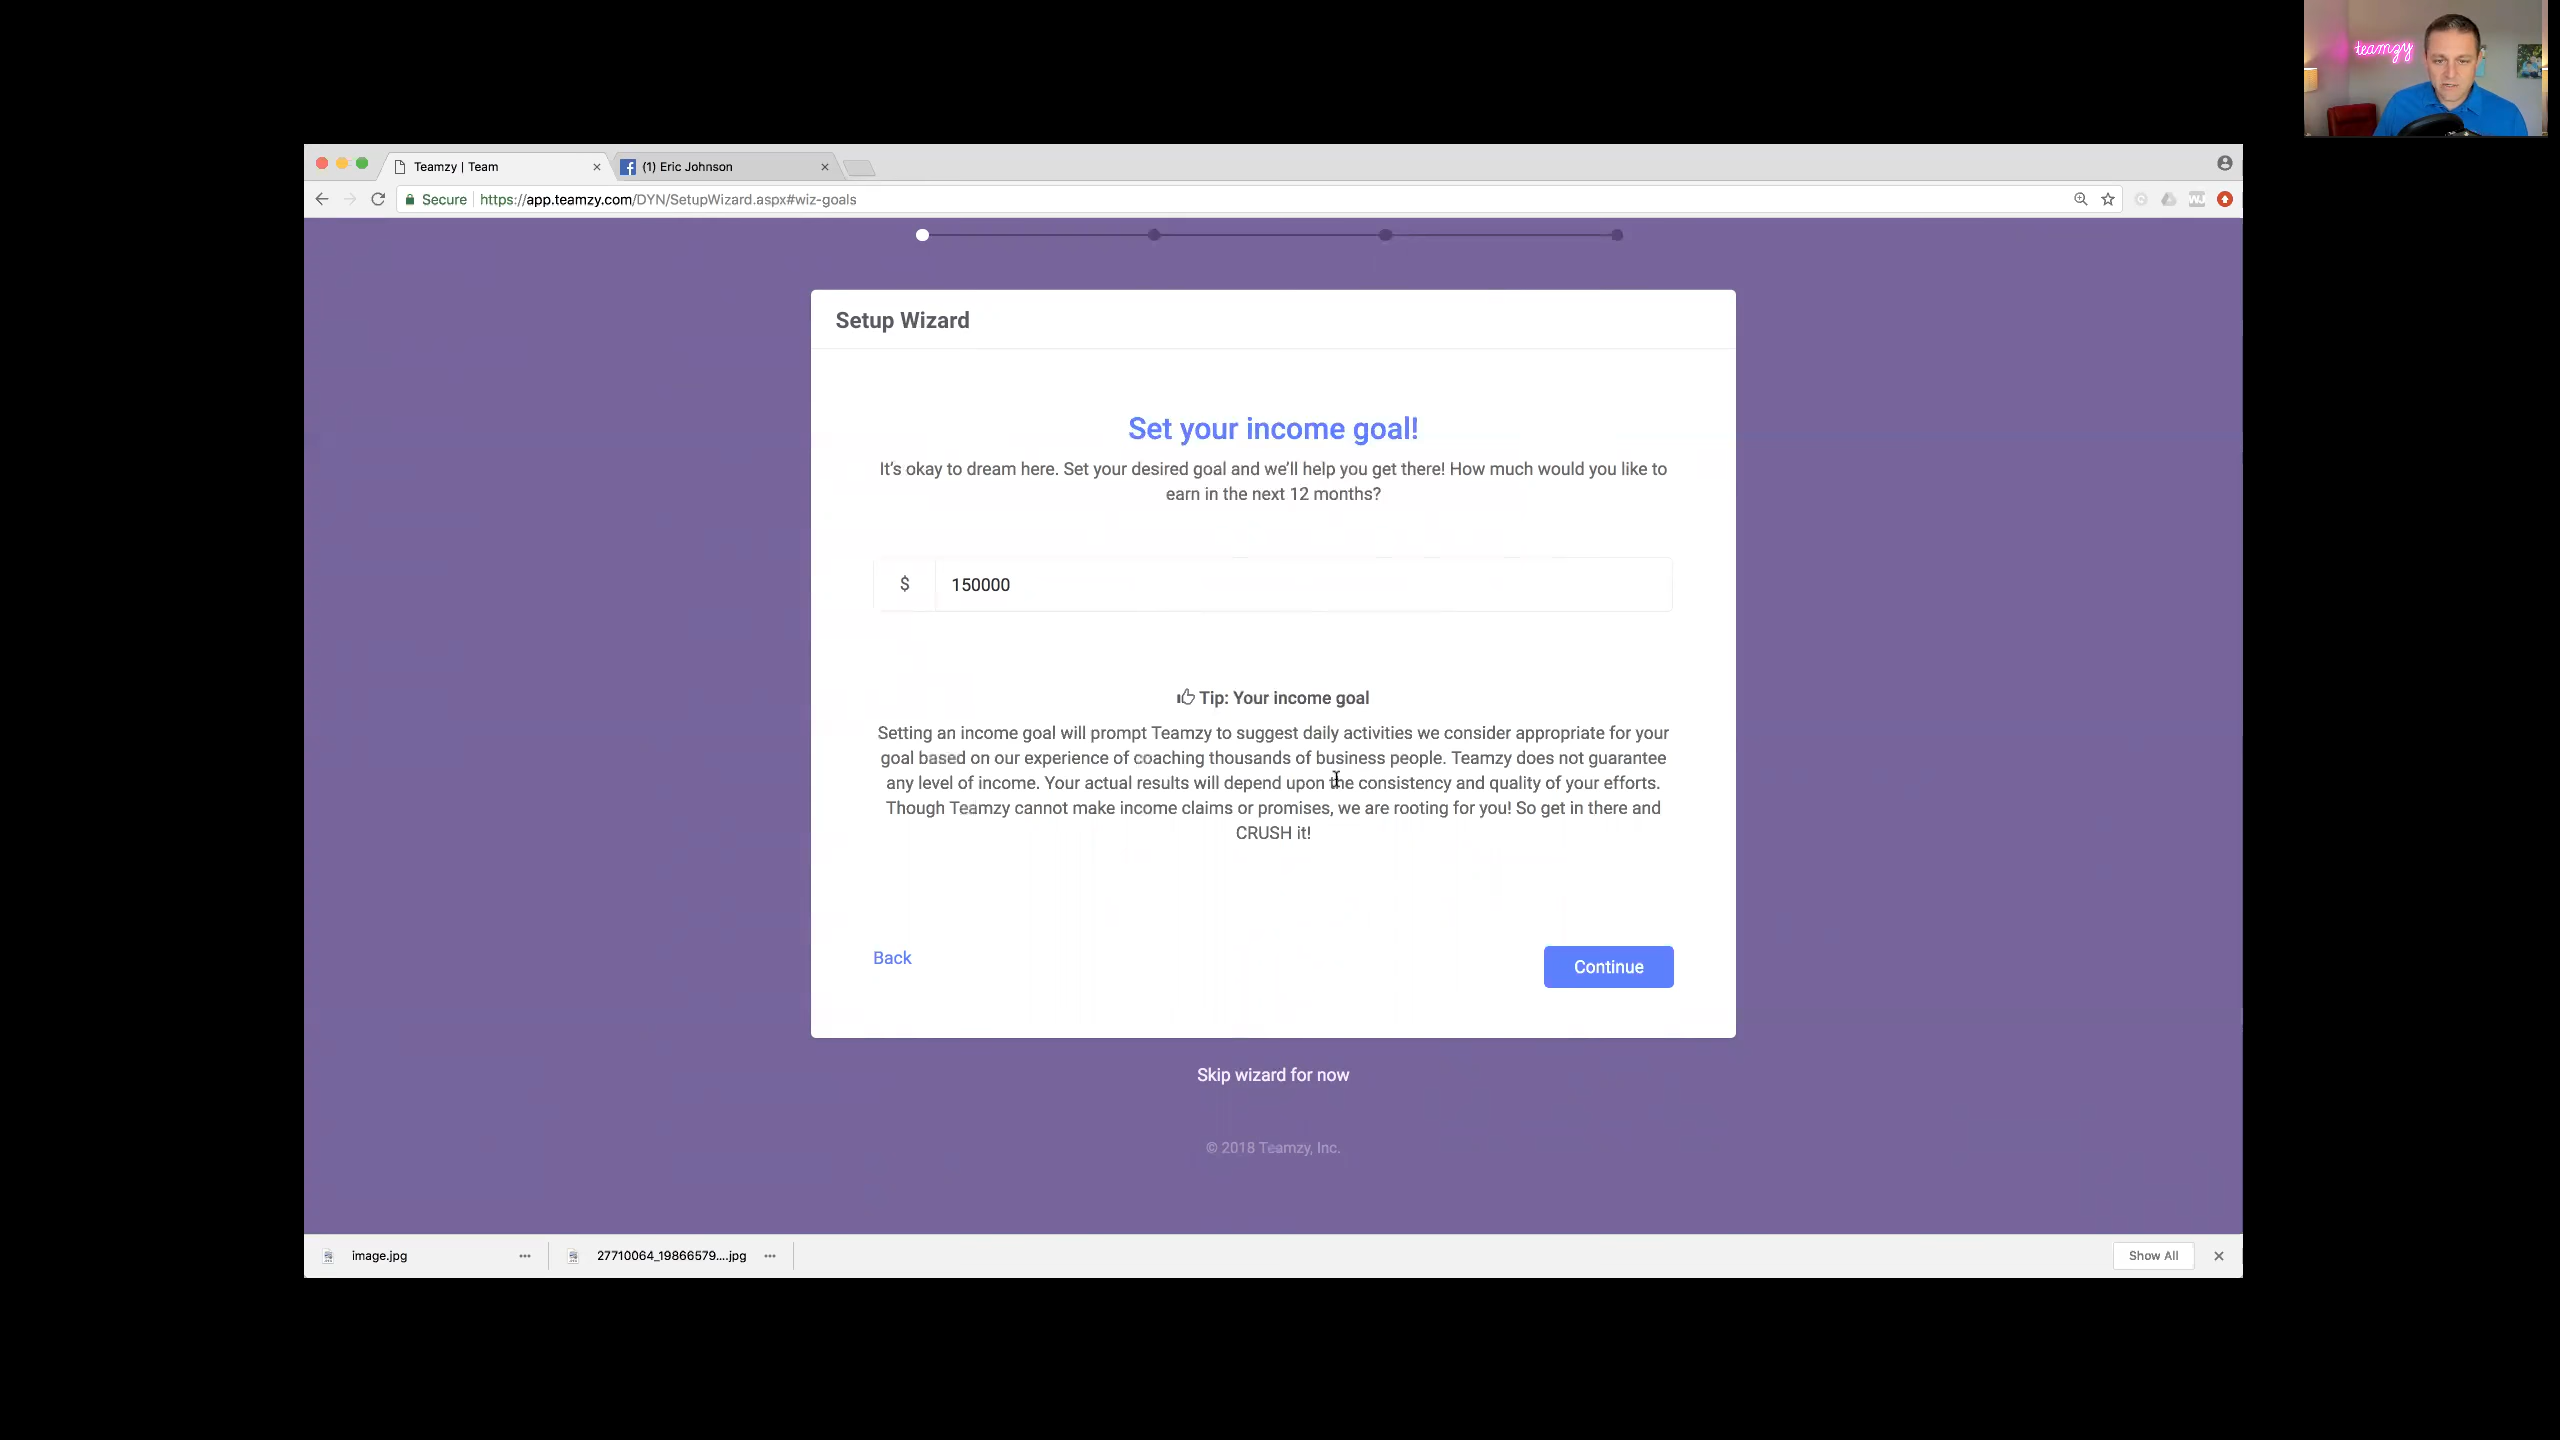 teamzy
Teamzy | Team
(1) Eric Johnson
Secure
https://app.teamzy.com/DYN/SetupWizard.aspx#wiz-goals
WJ
Setup Wizard
Set your income goal!
It’s okay to dream here. Set your desired goal and we’ll help you get there! How much would you like to
earn in the next 12 months?
$ 150000
Tip: Your income goal
Setting an income goal will prompt Teamzy to suggest daily activities we consider appropriate for your
goal based on our experience of coaching thousands of business people. Teamzy does not guarantee
any level of income. Your actual results will depend upon the consistency and quality of your efforts.
Though Teamzy cannot make income claims or promises, we are rooting for you! So get in there and
CRUSH it!
Back
Continue
Skip wizard for now
© 2018 Teamzy, Inc.
image.jpg
27710064_19866579....jpg
Show All